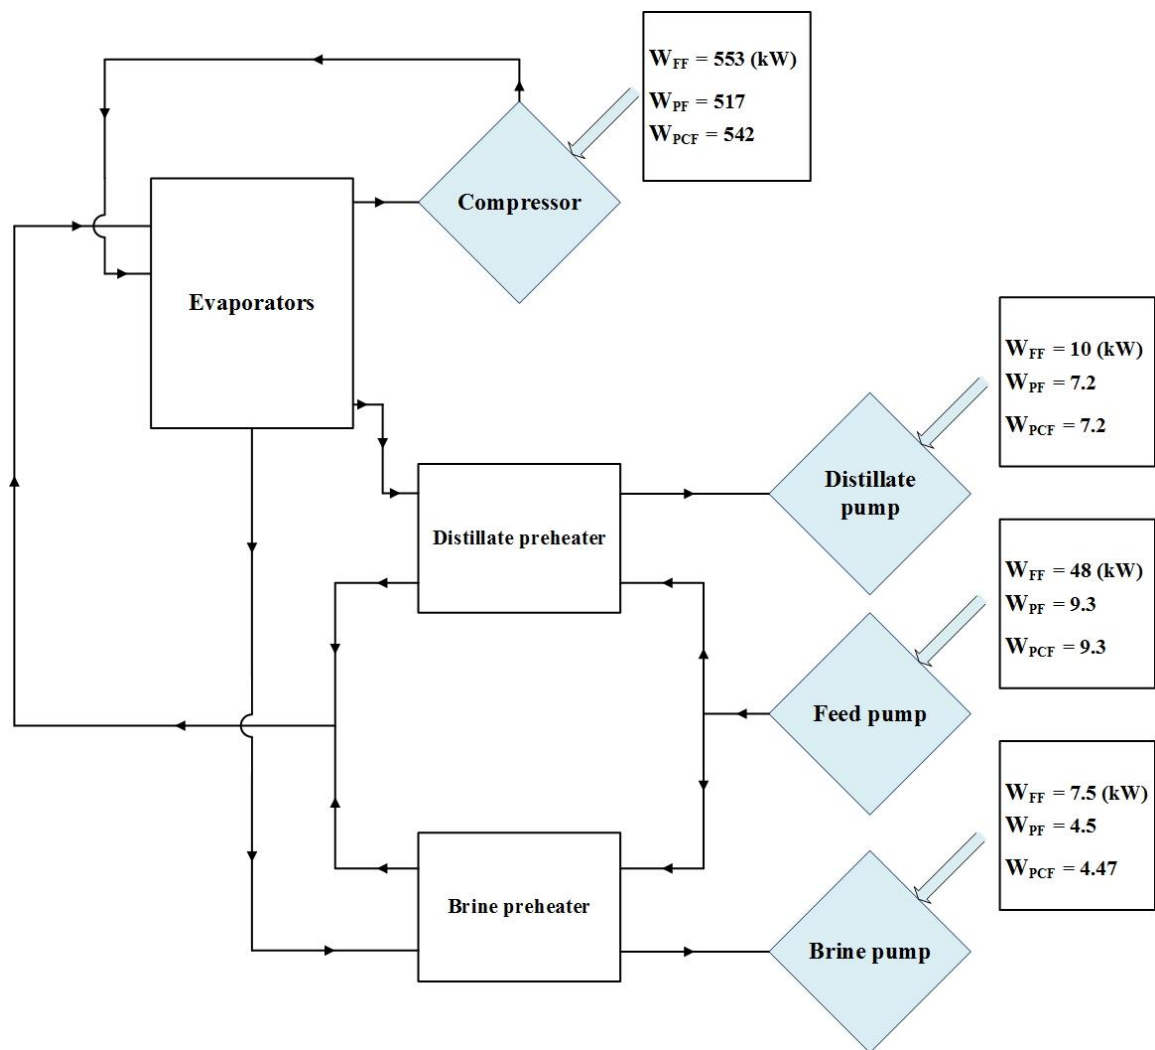 W_FF = 553 (kW)
W_PF = 517
W_PCF = 542
Compressor
Evaporators
W_FF = 10 (kW)
W_PF = 7.2
W_PCF = 7.2
Distillate
pump
Distillate preheater
W_FF = 48 (kW)
W_PF = 9.3
W_PCF = 9.3
Feed pump
W_FF = 7.5 (kW)
W_PF = 4.5
W_PCF = 4.47
Brine preheater
Brine pump